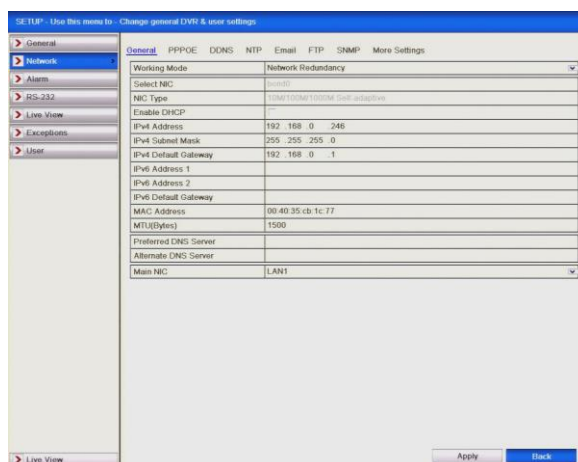 SETUP - Use this menu to - Change general DVR & user settings
General
Network
Alarm
RS-232
Live View
Exceptions
User
General PPPOE DDNS NTP Email FTP SNMP More Settings
Working Mode Network Redundancy
Select NIC bond0
NIC Type 10M/100M/1000M Self-adaptive
Enable DHCP
IPv4 Address 192 .168 .0 .246
IPv4 Subnet Mask 255 .255 .255 .0
IPv4 Default Gateway 192 .168 .0 .1
IPv6 Address 1
IPv6 Address 2
IPv6 Default Gateway
MAC Address 00:40:35:cb:1c:77
MTU(Bytes) 1500
Preferred DNS Server
Alternate DNS Server
Main NIC LAN1
Live View Apply Back